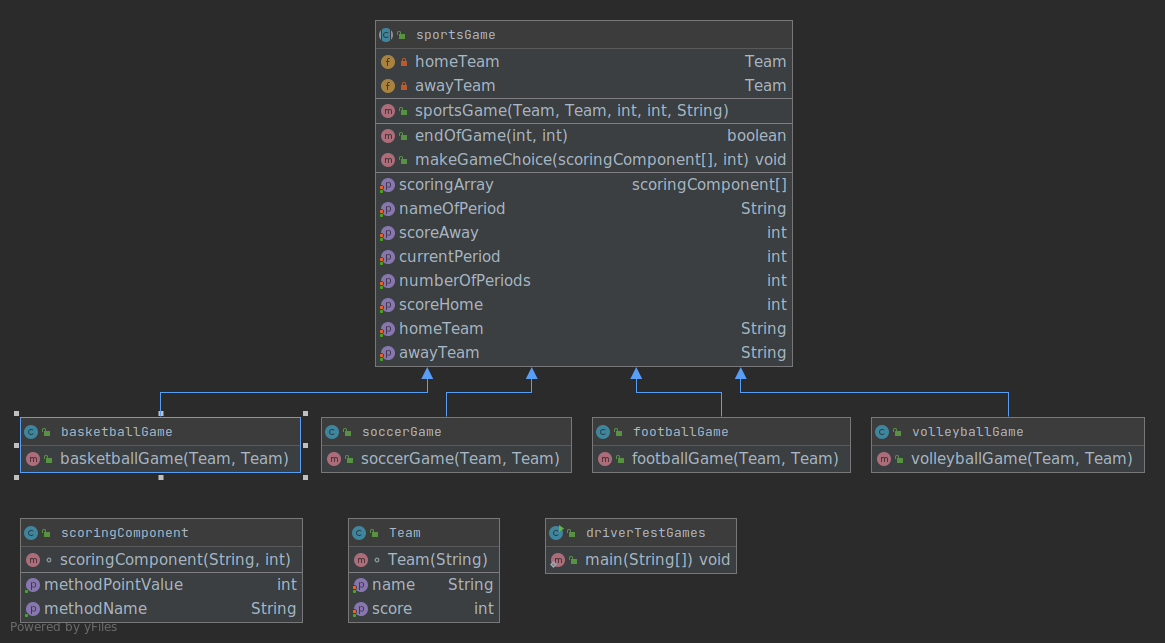 sportsGame
homeTeam Team
awayTeam Team
sportsGame(Team, Team, int, int, String)
endOfGame(int, int) boolean
makeGameChoice(scoringComponent[], int) void
scoringArray scoringComponent[]
nameOfPeriod String
scoreAway int
currentPeriod int
numberOfPeriods int
scoreHome int
homeTeam String
awayTeam String
basketballGame
basketballGame(Team, Team)
soccerGame
soccerGame(Team, Team)
footballGame
footballGame(Team, Team)
volleyballGame
volleyballGame(Team, Team)
scoringComponent
scoringComponent(String, int)
methodPointValue int
methodName String
Team
Team(String)
name String
score int
driverTestGames
main(String[]) void
Powered by yFiles